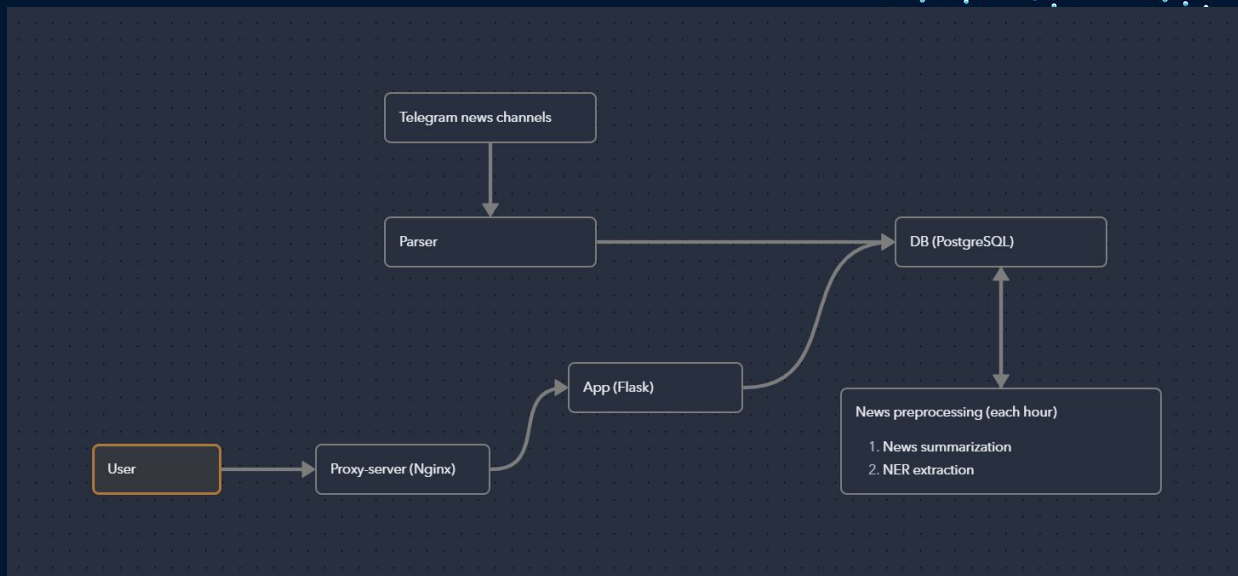 Telegram news channels
Parser
DB (PostgreSQL)
App (Flask)
News preprocessing (each hour)
1. News summarization
2. NER extraction
User
Proxy-server (Nginx)